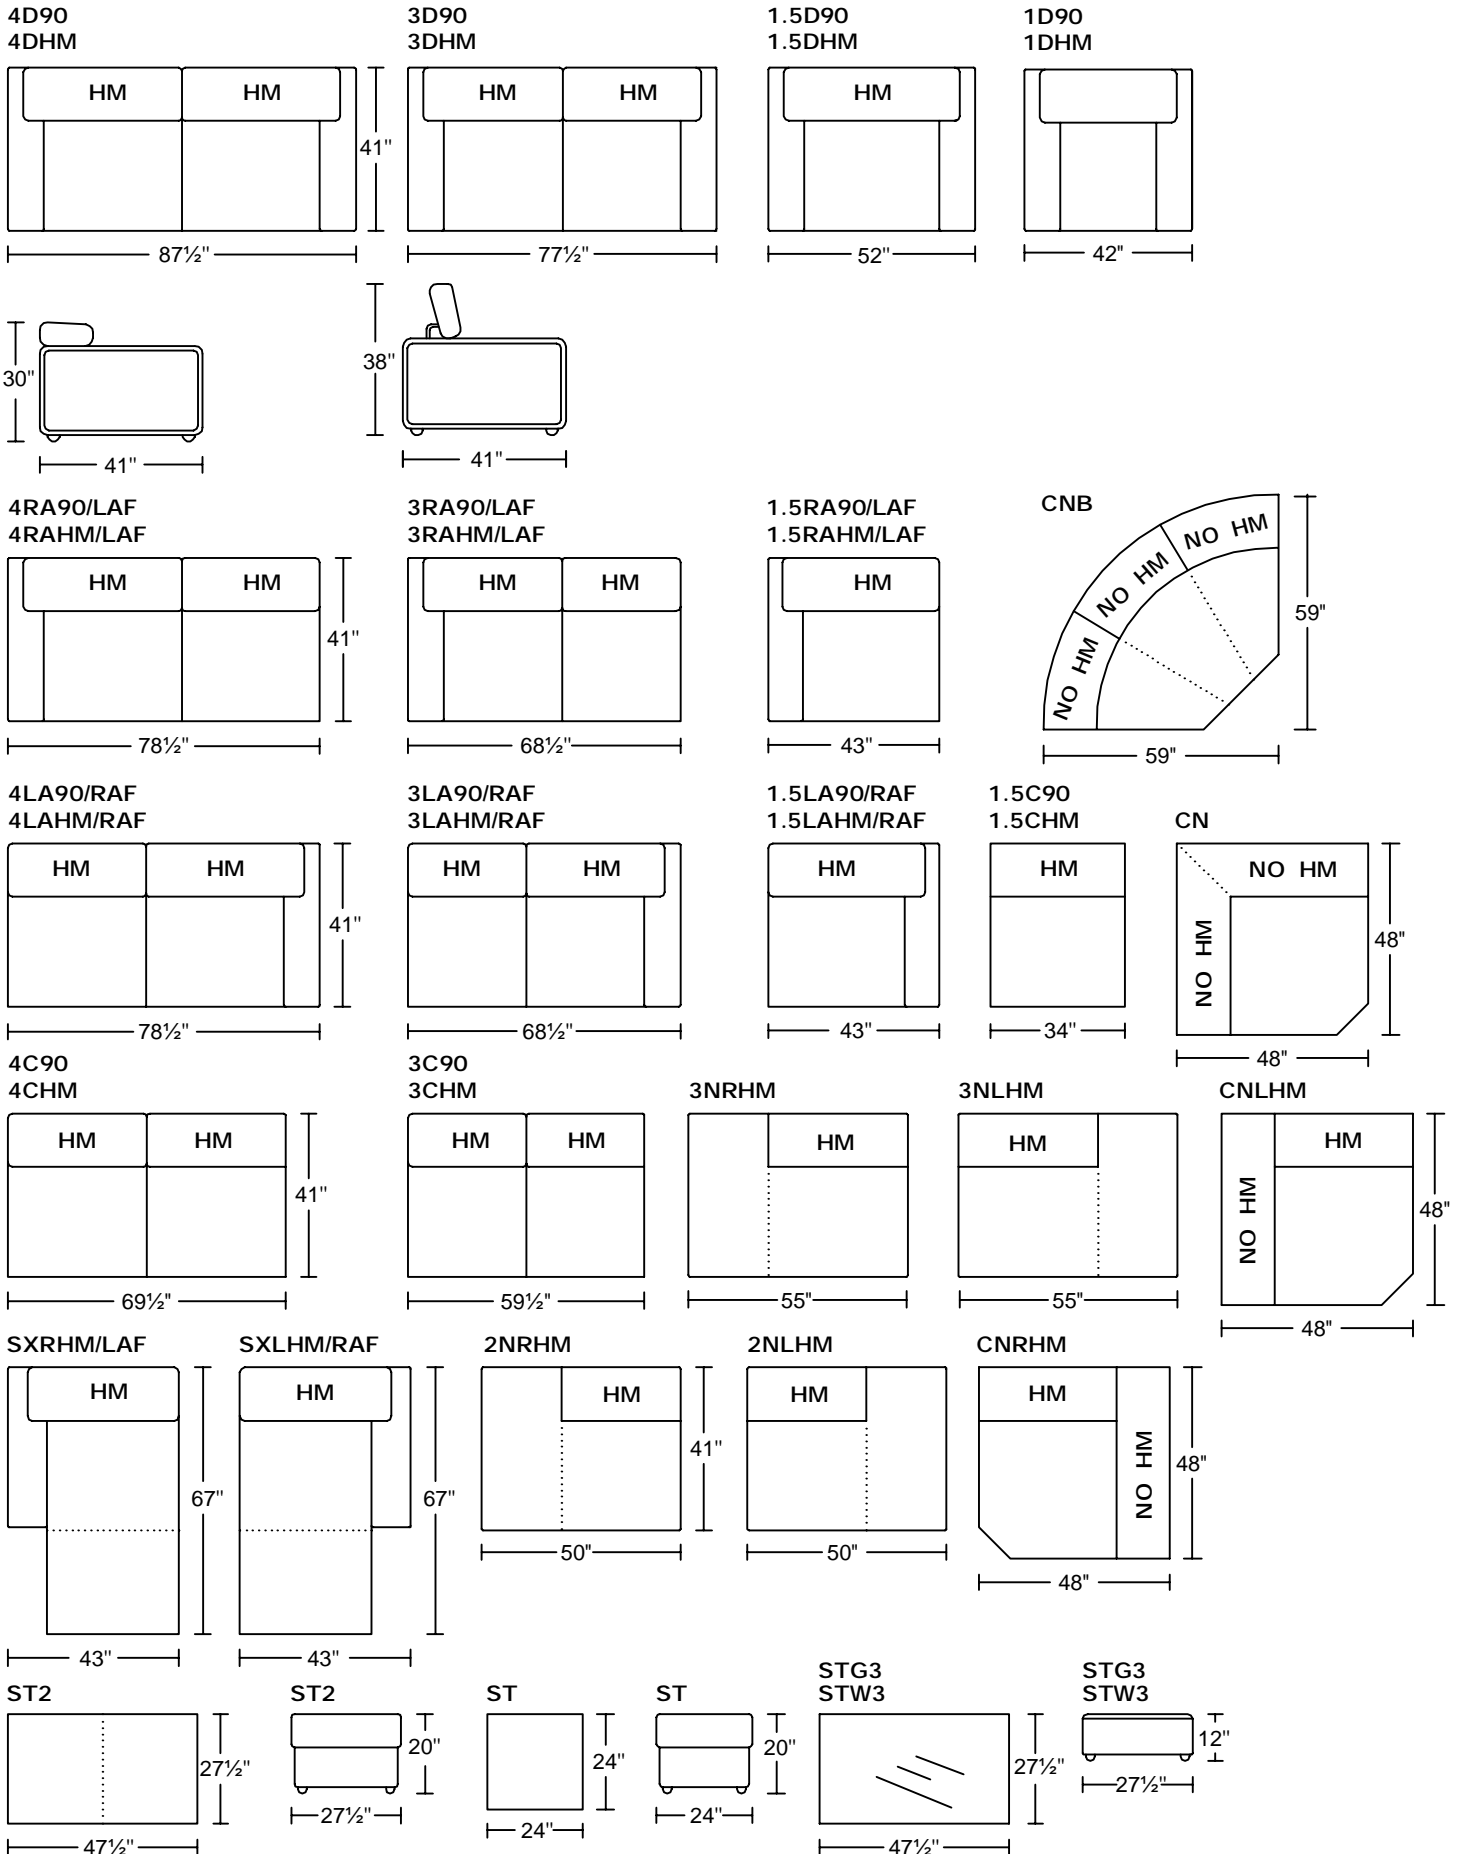 4D90
4DHM
HM HM
41"
87½"
3D90
3DHM
HM HM
77½"
1.5D90
1.5DHM
HM
52"
1D90
1DHM
42"
30"
41"
38"
41"
4RA90/LAF
4RAHM/LAF
HM HM
41"
78½"
3RA90/LAF
3RAHM/LAF
HM HM
68½"
1.5RA90/LAF
1.5RAHM/LAF
HM
43"
CNB
NO HM
NO HM
NO HM
59"
59"
4LA90/RAF
4LAHM/RAF
HM HM
41"
78½"
3LA90/RAF
3LAHM/RAF
HM HM
68½"
1.5LA90/RAF
1.5LAHM/RAF
HM
43"
1.5C90
1.5CHM
HM
34"
CN
NO HM
NO HM
48"
48"
4C90
4CHM
HM HM
41"
69½"
3C90
3CHM
HM HM
59½"
3NRHM
HM
55"
3NLHM
HM
55"
CNLHM
HM
NO HM
48"
48"
SXRHM/LAF
HM
67"
43"
SXLHM/RAF
HM
67"
43"
2NRHM
HM
41"
50"
2NLHM
HM
50"
CNRHM
HM
NO HM
48"
48"
ST2
27½"
47½"
ST2
20"
27½"
ST
24"
24"
ST
20"
24"
STG3
STW3
27½"
47½"
STG3
STW3
12"
27½"